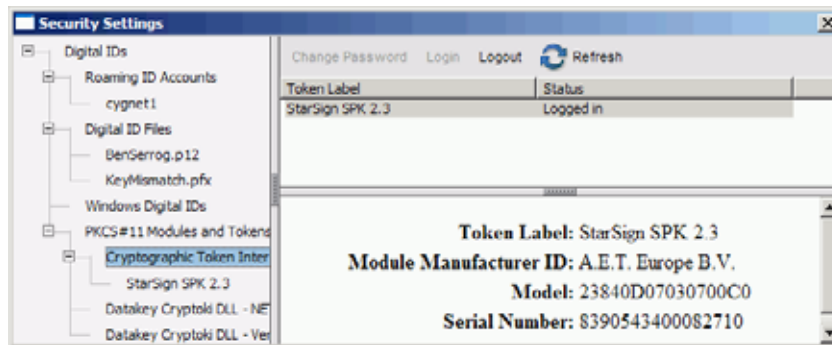 Security Settings
Digital IDs
Roaming ID Accounts
cygnet1
Digital ID Files
BenSerrog.p12
KeyMismatch.pfx
Windows Digital IDs
PKCS#11 Modules and Tokens
Cryptographic Token Inter
StarSign SPK 2.3
Datakey Cryptoki DLL - NE
Datakey Cryptoki DLL - Ver
Change Password Login Logout Refresh
Token Label Status
StarSign SPK 2.3 Logged in
Token Label: StarSign SPK 2.3
Module Manufacturer ID: A.E.T. Europe B.V.
Model: 23840D07030700C0
Serial Number: 8390543400082710